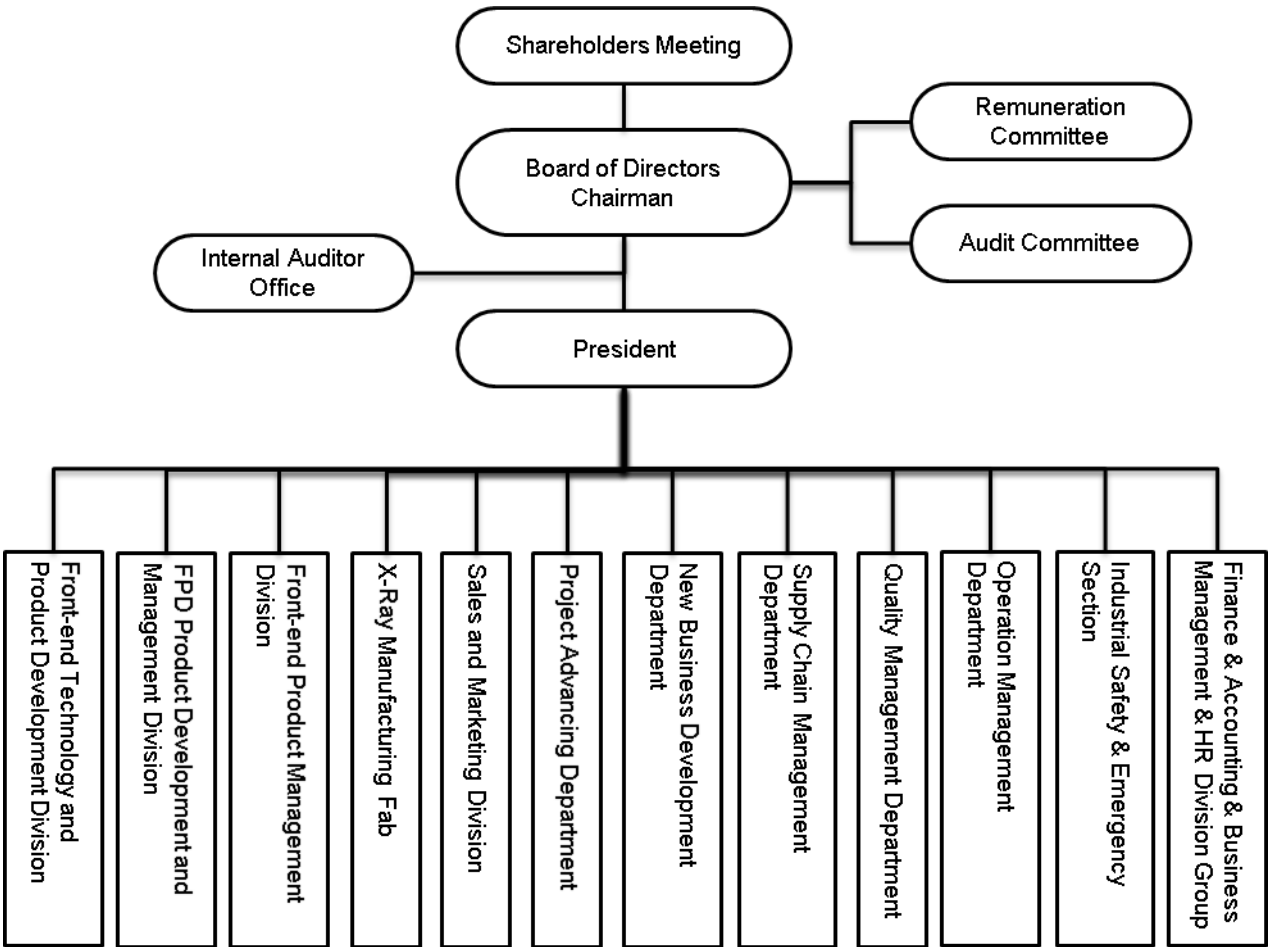 Shareholders Meeting
Remuneration
Committee
Board of Directors
Chairman
Audit Committee
Internal Auditor
Office
President
Front-end Technology and
Product Development Division
FPD Product Development and
Management Division
Front-end Product Management
Division
X-Ray Manufacturing Fab
Sales and Marketing Division
Project Advancing Department
New Business Development
Department
Supply Chain Management
Department
Quality Management Department
Operation Management
Department
Industrial Safety & Emergency
Section
Finance & Accounting & Business
Management & HR Division Group